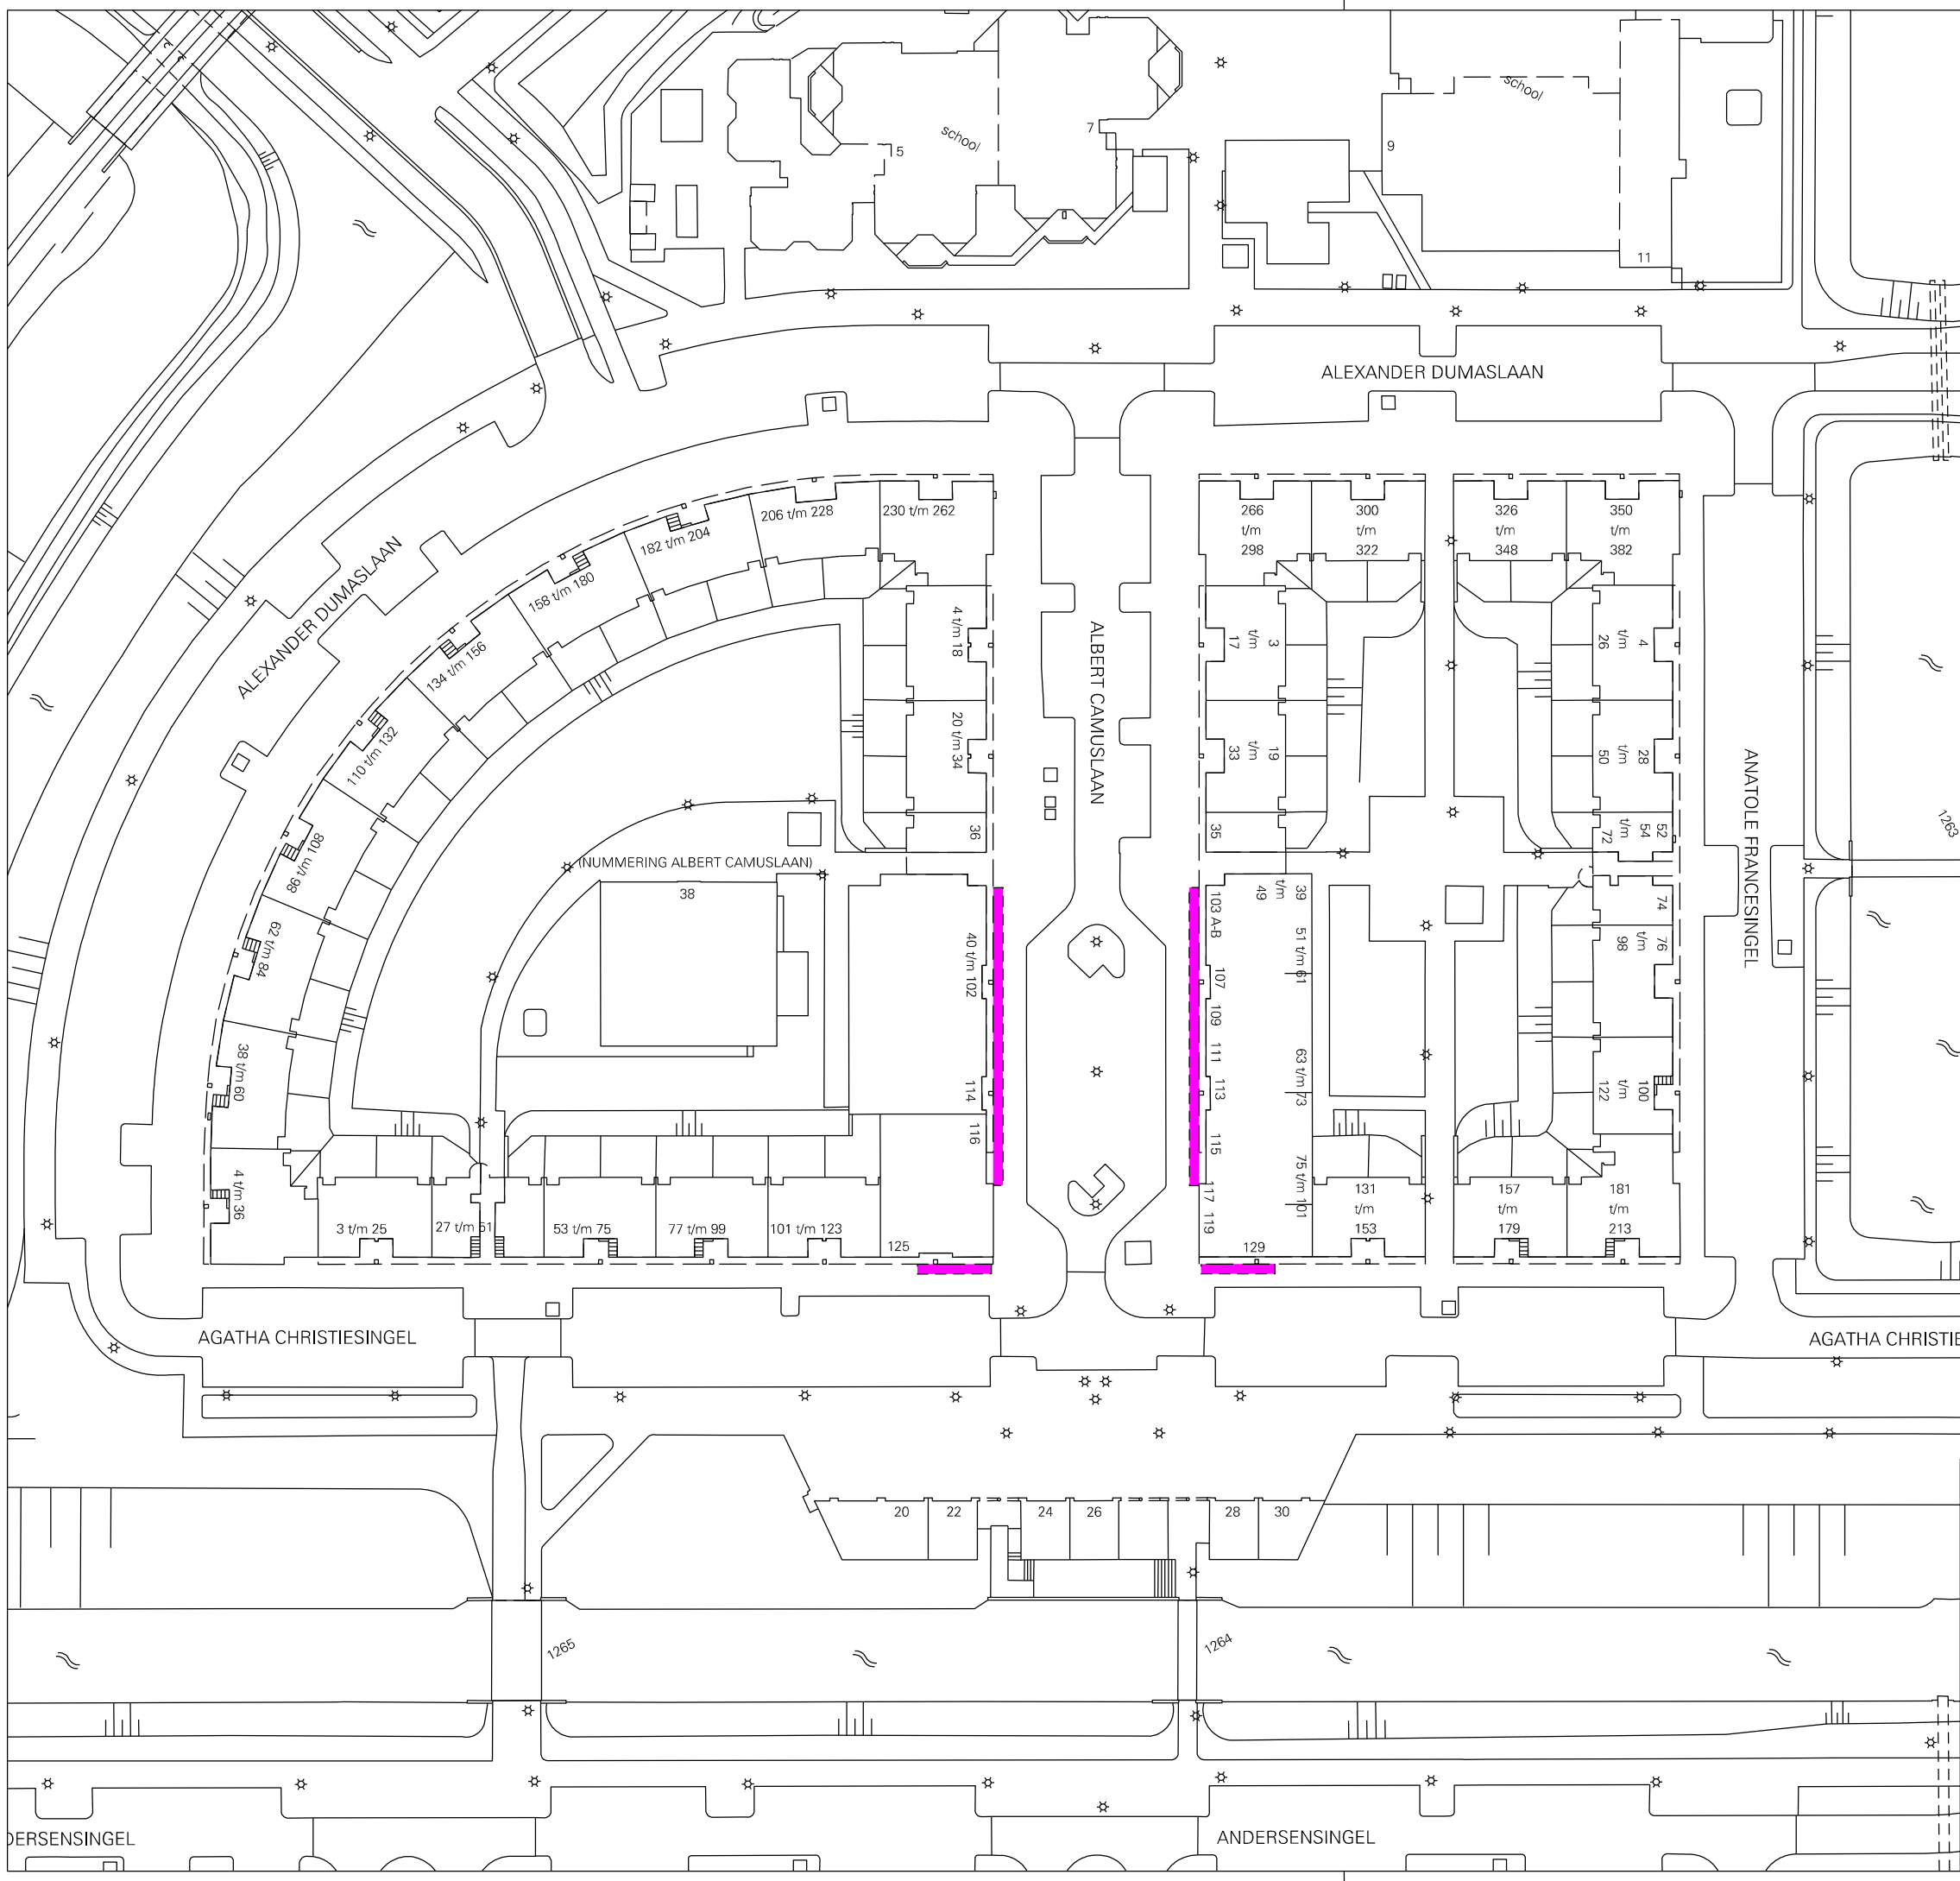 school
school
5
7
9
11
ALEXANDER DUMASLAAN
ALEXANDER DUMASLAAN
206 t/m 228
230 t/m 262
182 t/m 204
158 t/m 180
134 t/m 156
110 t/m 132
86 t/m 108
62 t/m 84
38 t/m 60
4 t/m 36
266
t/m
298
300
t/m
322
326
t/m
348
350
t/m
382
4 t/m 18
20 t/m 34
36
ALBERT CAMUSLAAN
3
t/m
17
19
t/m
33
35
4
t/m
26
28
t/m
50
52
54
t/m
72
ANATOLE FRANCESINGEL
1263
(NUMMERING ALBERT CAMUSLAAN)
38
40 t/m 102
114
116
103 A-B
107
109
111
113
115
117
119
39
t/m
49
51 t/m 61
63 t/m 73
75 t/m 101
74
76
t/m
98
100
t/m
122
3 t/m 25
27 t/m 51
53 t/m 75
77 t/m 99
101 t/m 123
125
129
131
t/m
153
157
t/m
179
181
t/m
213
AGATHA CHRISTIESINGEL
AGATHA CHRISTIE
20
22
24
26
28
30
1265
1264
DERSENSINGEL
ANDERSENSINGEL